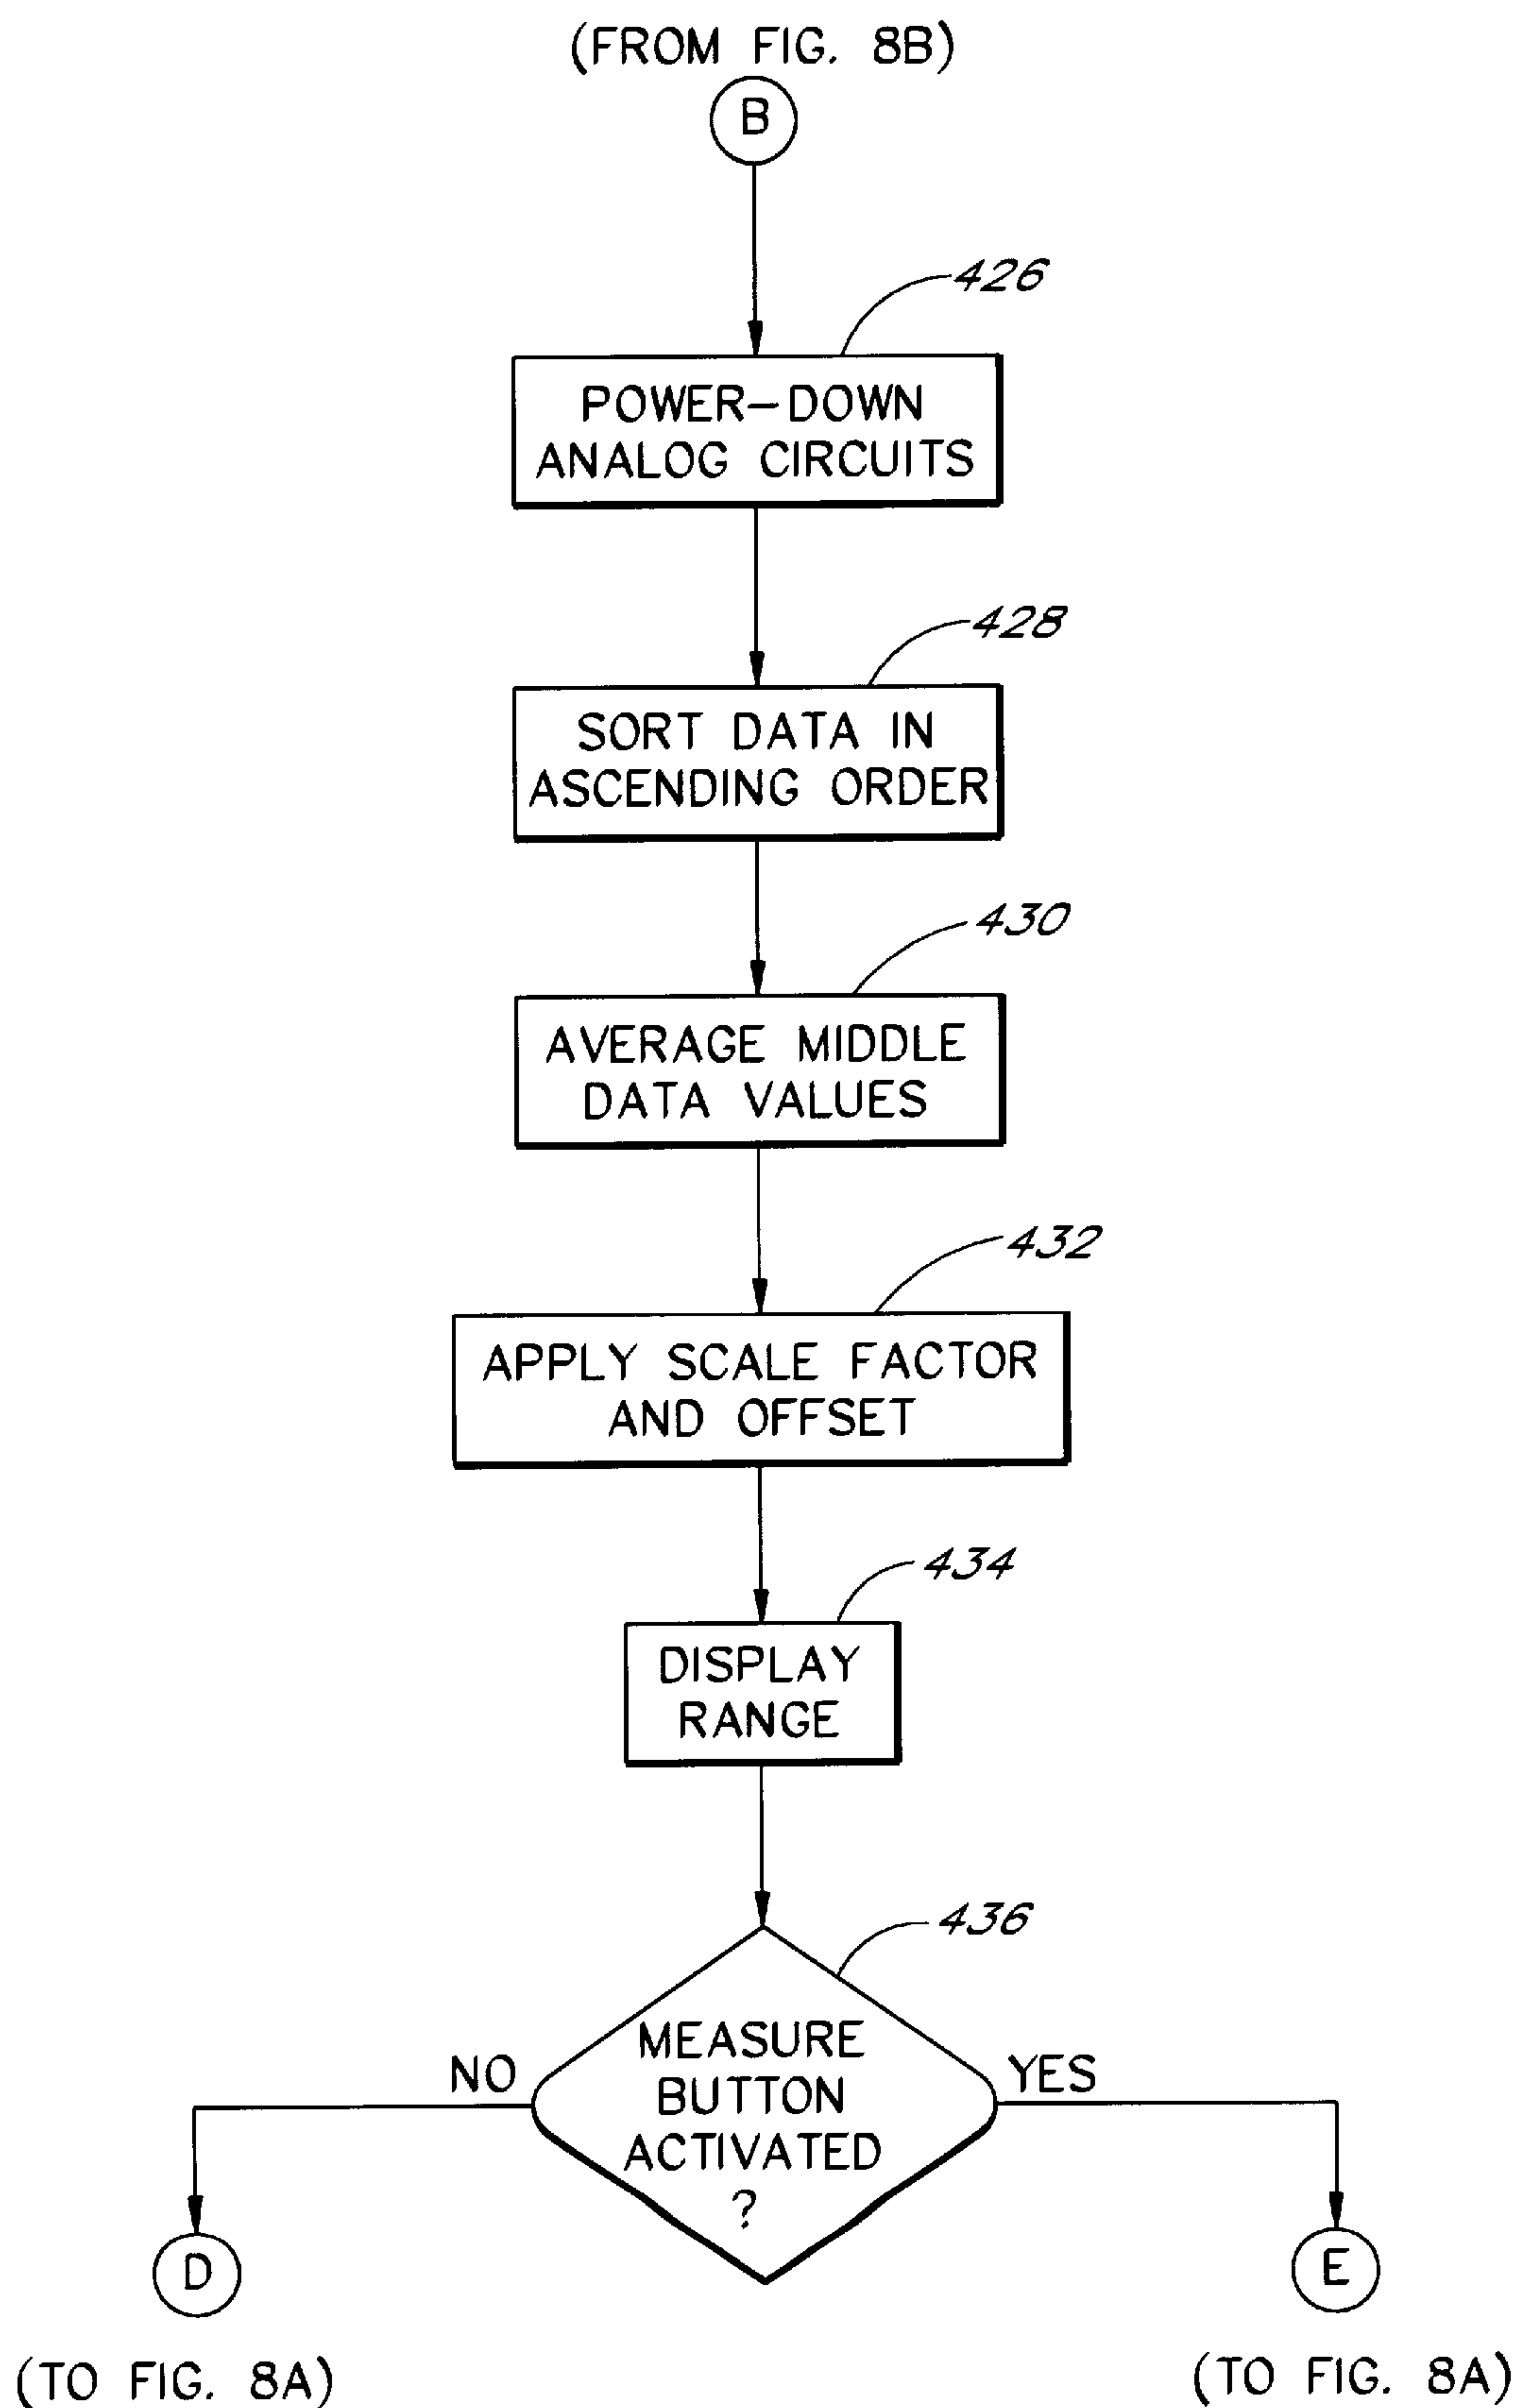 (FROM FIG. 8B)
B
426
POWER-DOWN
ANALOG CIRCUITS
428
SORT DATA IN
ASCENDING ORDER
430
AVERAGE MIDDLE
DATA VALUES
432
APPLY SCALE FACTOR
AND OFFSET
434
DISPLAY
RANGE
436
MEASURE
BUTTON
ACTIVATED
?
NO
YES
D
E
(TO FIG. 8A)
(TO FIG. 8A)